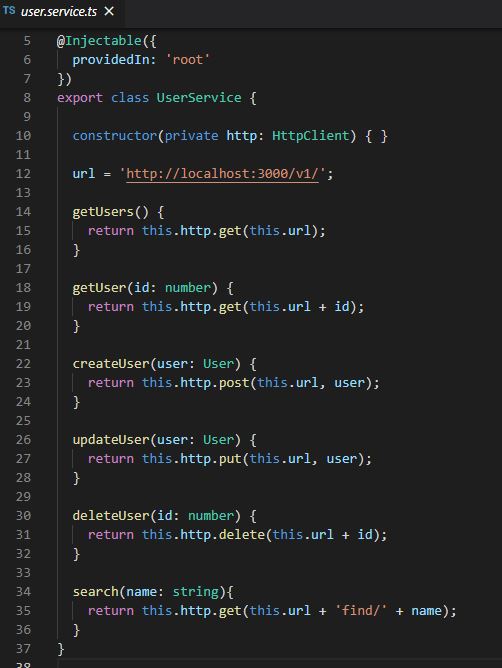 TS user.service.ts ×
5 @Injectable({
6   providedIn: 'root'
7 })
8 export class UserService {
9
10   constructor(private http: HttpClient) { }
11
12   url = 'http://localhost:3000/v1/';
13
14   getUsers() {
15     return this.http.get(this.url);
16   }
17
18   getUser(id: number) {
19     return this.http.get(this.url + id);
20   }
21
22   createUser(user: User) {
23     return this.http.post(this.url, user);
24   }
25
26   updateUser(user: User) {
27     return this.http.put(this.url, user);
28   }
29
30   deleteUser(id: number) {
31     return this.http.delete(this.url + id);
32   }
33
34   search(name: string){
35     return this.http.get(this.url + 'find/' + name);
36   }
37 }
38